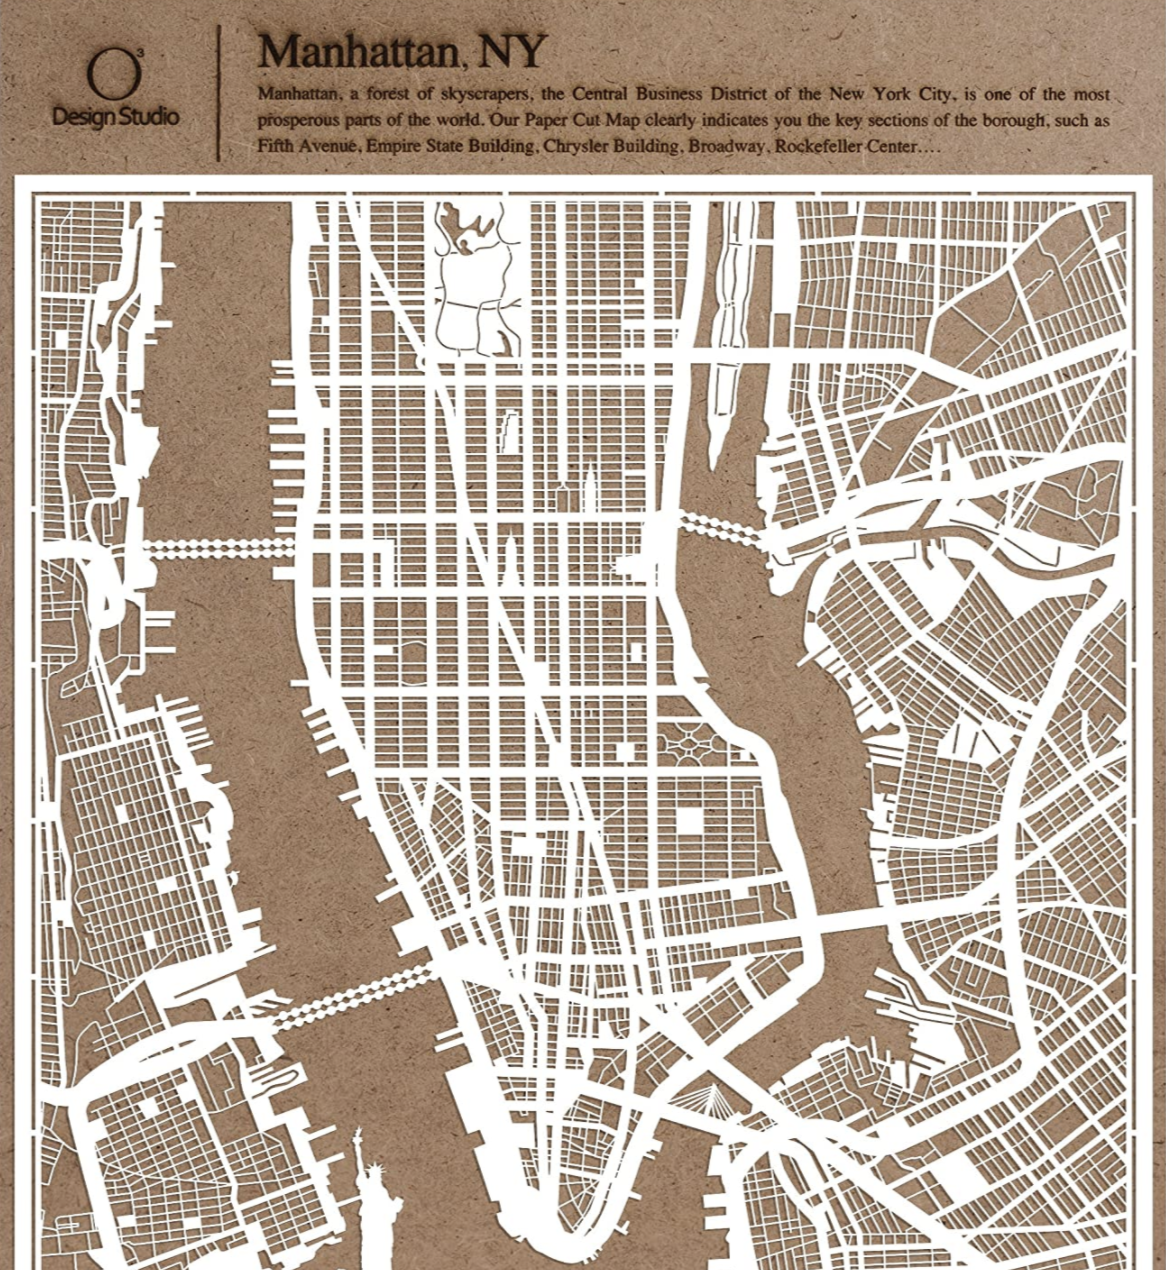 O³
Design Studio
Manhattan, NY
Manhattan, a forest of skyscrapers, the Central Business District of the New York City, is one of the most
prosperous parts of the world. Our Paper Cut Map clearly indicates you the key sections of the borough, such as
Fifth Avenue, Empire State Building, Chrysler Building, Broadway, Rockefeller Center....